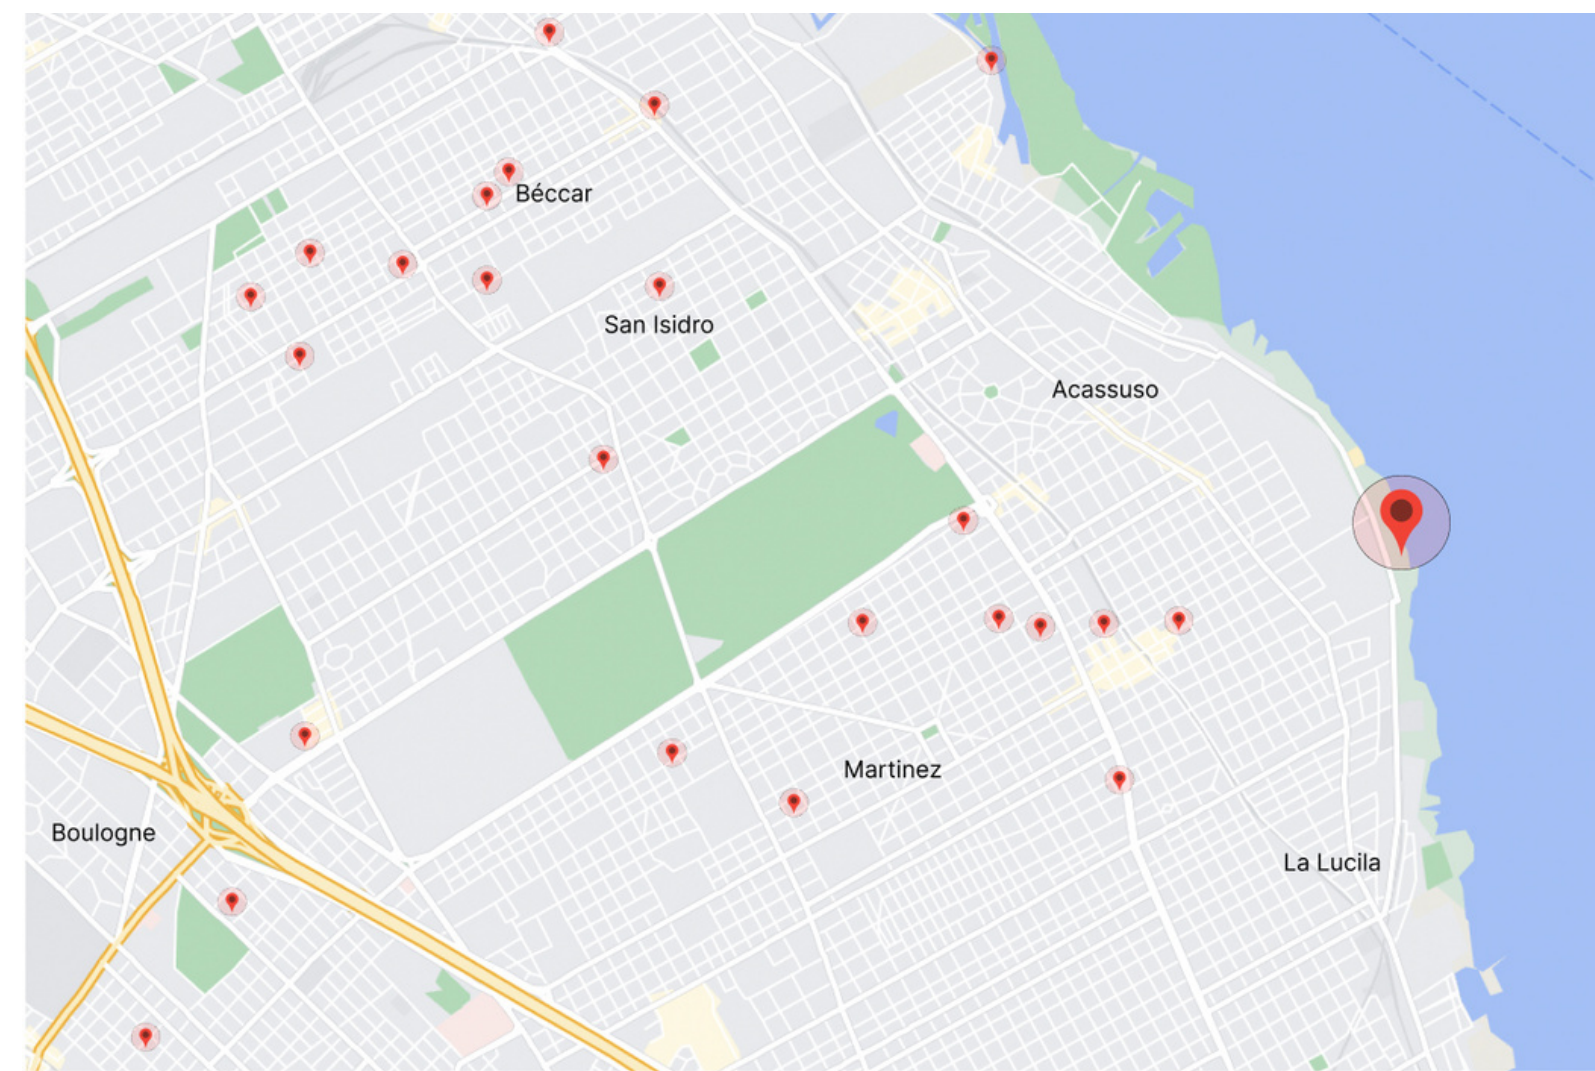 Béccar
San Isidro
Acassuso
Martinez
Boulogne
La Lucila